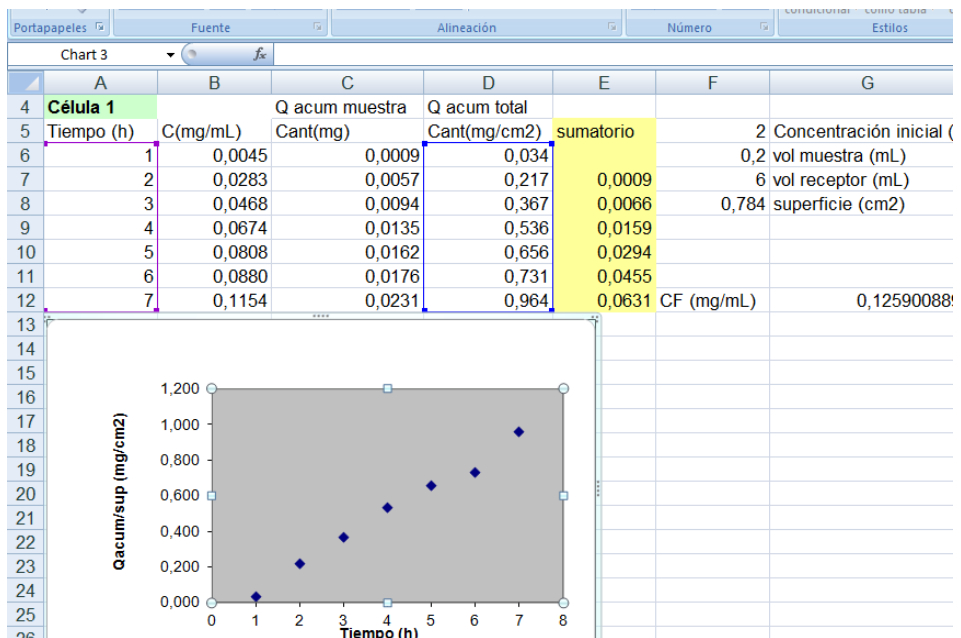 condicional como tabla
Portapapeles Fuente Alineación Número Estilos
Chart 3 fx
A B C D E F G
4 Célula 1 Q acum muestra Q acum total
5 Tiempo (h) C(mg/mL) Cant(mg) Cant(mg/cm2) sumatorio 2 Concentración inicial (
6 1 0,0045 0,0009 0,034 0,2 vol muestra (mL)
7 2 0,0283 0,0057 0,217 0,0009 6 vol receptor (mL)
8 3 0,0468 0,0094 0,367 0,0066 0,784 superficie (cm2)
9 4 0,0674 0,0135 0,536 0,0159
10 5 0,0808 0,0162 0,656 0,0294
11 6 0,0880 0,0176 0,731 0,0455
12 7 0,1154 0,0231 0,964 0,0631 CF (mg/mL) 0,125900889
13
14
15
16
17
18
19
20
21
22
23
24
25
26
Qacum/sup (mg/cm2)
1,200
1,000
0,800
0,600
0,400
0,200
0,000
0 1 2 3 4 5 6 7 8
Tiempo (h)